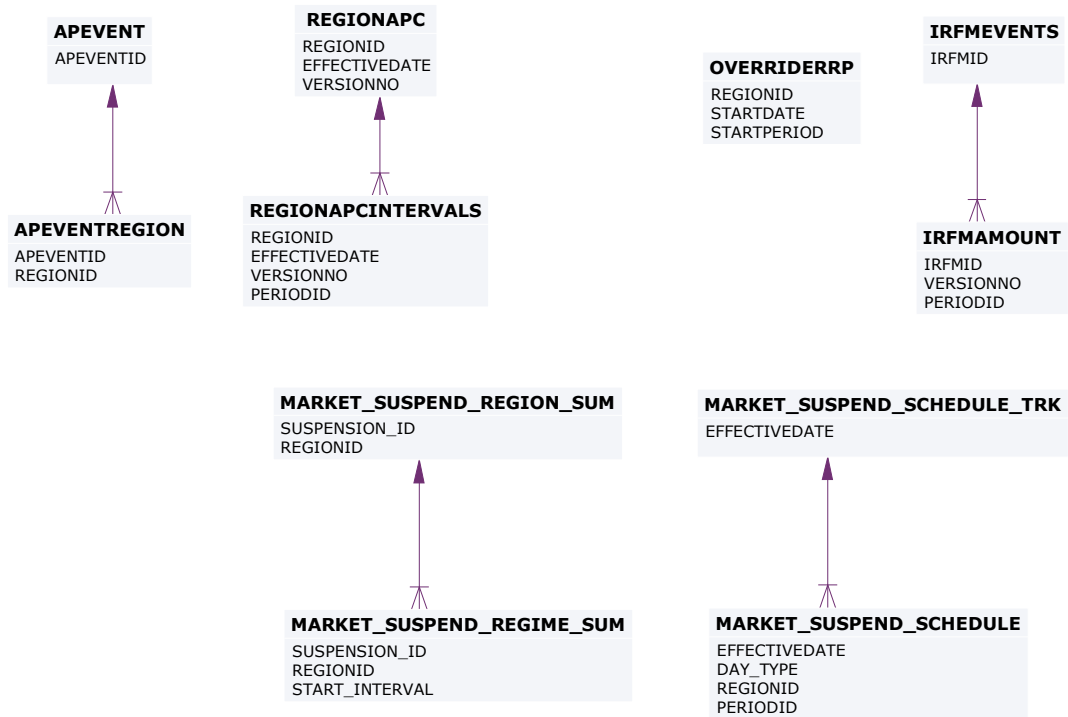 APEVENT
APEVENTID
REGIONAPC
REGIONID
EFFECTIVEDATE
VERSIONNO
OVERRIDERRP
REGIONID
STARTDATE
STARTPERIOD
IRFMEVENTS
IRFMID
APEVENTREGION
APEVENTID
REGIONID
REGIONAPCINTERVALS
REGIONID
EFFECTIVEDATE
VERSIONNO
PERIODID
IRFMAMOUNT
IRFMID
VERSIONNO
PERIODID
MARKET_SUSPEND_REGION_SUM
SUSPENSION_ID
REGIONID
MARKET_SUSPEND_SCHEDULE_TRK
EFFECTIVEDATE
MARKET_SUSPEND_REGIME_SUM
SUSPENSION_ID
REGIONID
START_INTERVAL
MARKET_SUSPEND_SCHEDULE
EFFECTIVEDATE
DAY_TYPE
REGIONID
PERIODID